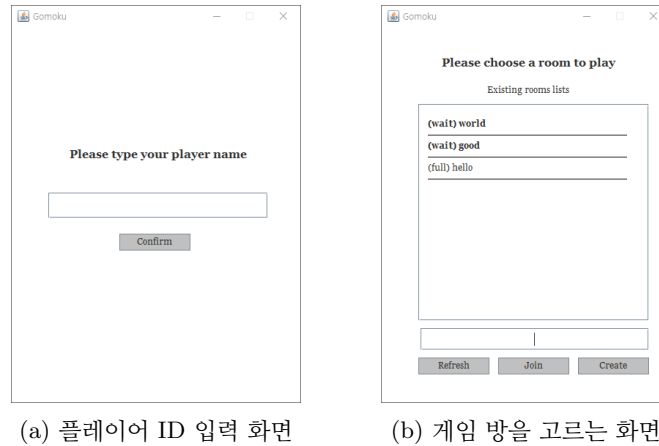 Gomoku
Please type your player name
Confirm
(a) 플레이어 ID 입력 화면
Gomoku
Please choose a room to play
Existing rooms lists
(wait) world
(wait) good
(full) hello
Refresh Join Create
(b) 게임 방을 고르는 화면